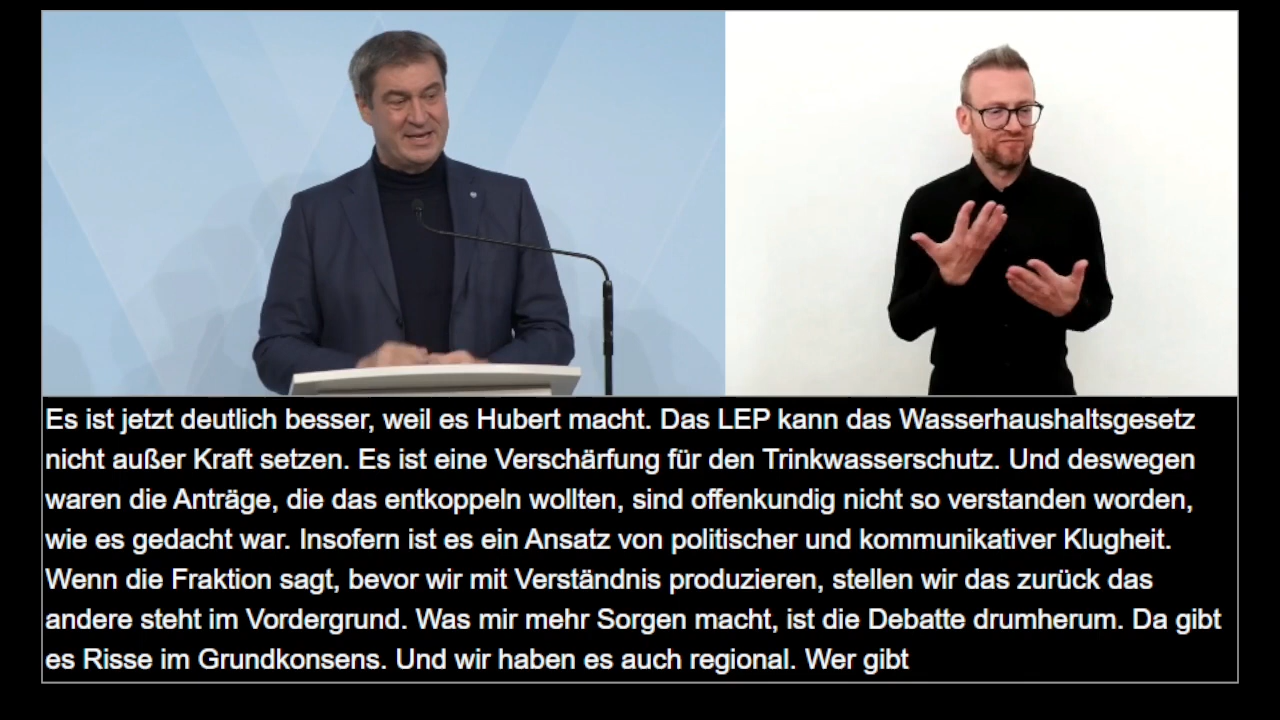 Es ist jetzt deutlich besser, weil es Hubert macht. Das LEP kann das Wasserhaushaltsgesetz
nicht außer Kraft setzen. Es ist eine Verschärfung für den Trinkwasserschutz. Und deswegen
waren die Anträge, die das entkoppeln wollten, sind offenkundig nicht so verstanden worden,
wie es gedacht war. Insofern ist es ein Ansatz von politischer und kommunikativer Klugheit.
Wenn die Fraktion sagt, bevor wir mit Verständnis produzieren, stellen wir das zurück das
andere steht im Vordergrund. Was mir mehr Sorgen macht, ist die Debatte drumherum. Da gibt
es Risse im Grundkonsens. Und wir haben es auch regional. Wer gibt